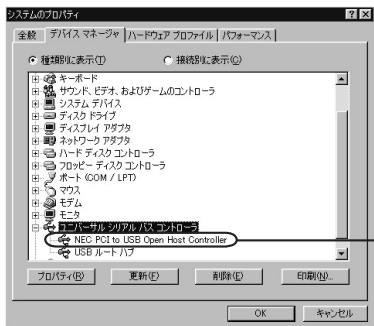 システムのプロパティ
全般 デバイス マネージャ ハードウェア プロファイル パフォーマンス
種類別に表示(T) 接続別に表示(C)
キーボード
サウンド、ビデオ、およびゲームのコントローラ
システム デバイス
ディスク ドライブ
ディスプレイ アダプタ
ネットワーク アダプタ
ハード ディスク コントローラ
フロッピー ディスク コントローラ
ポート (COM / LPT)
マウス
モデム
モニタ
ユニバーサル シリアル バス コントローラ
NEC PCI to USB Open Host Controller
USB ルート ハブ
プロパティ(R) 更新(F) 削除(E) 印刷(N)...
OK キャンセル